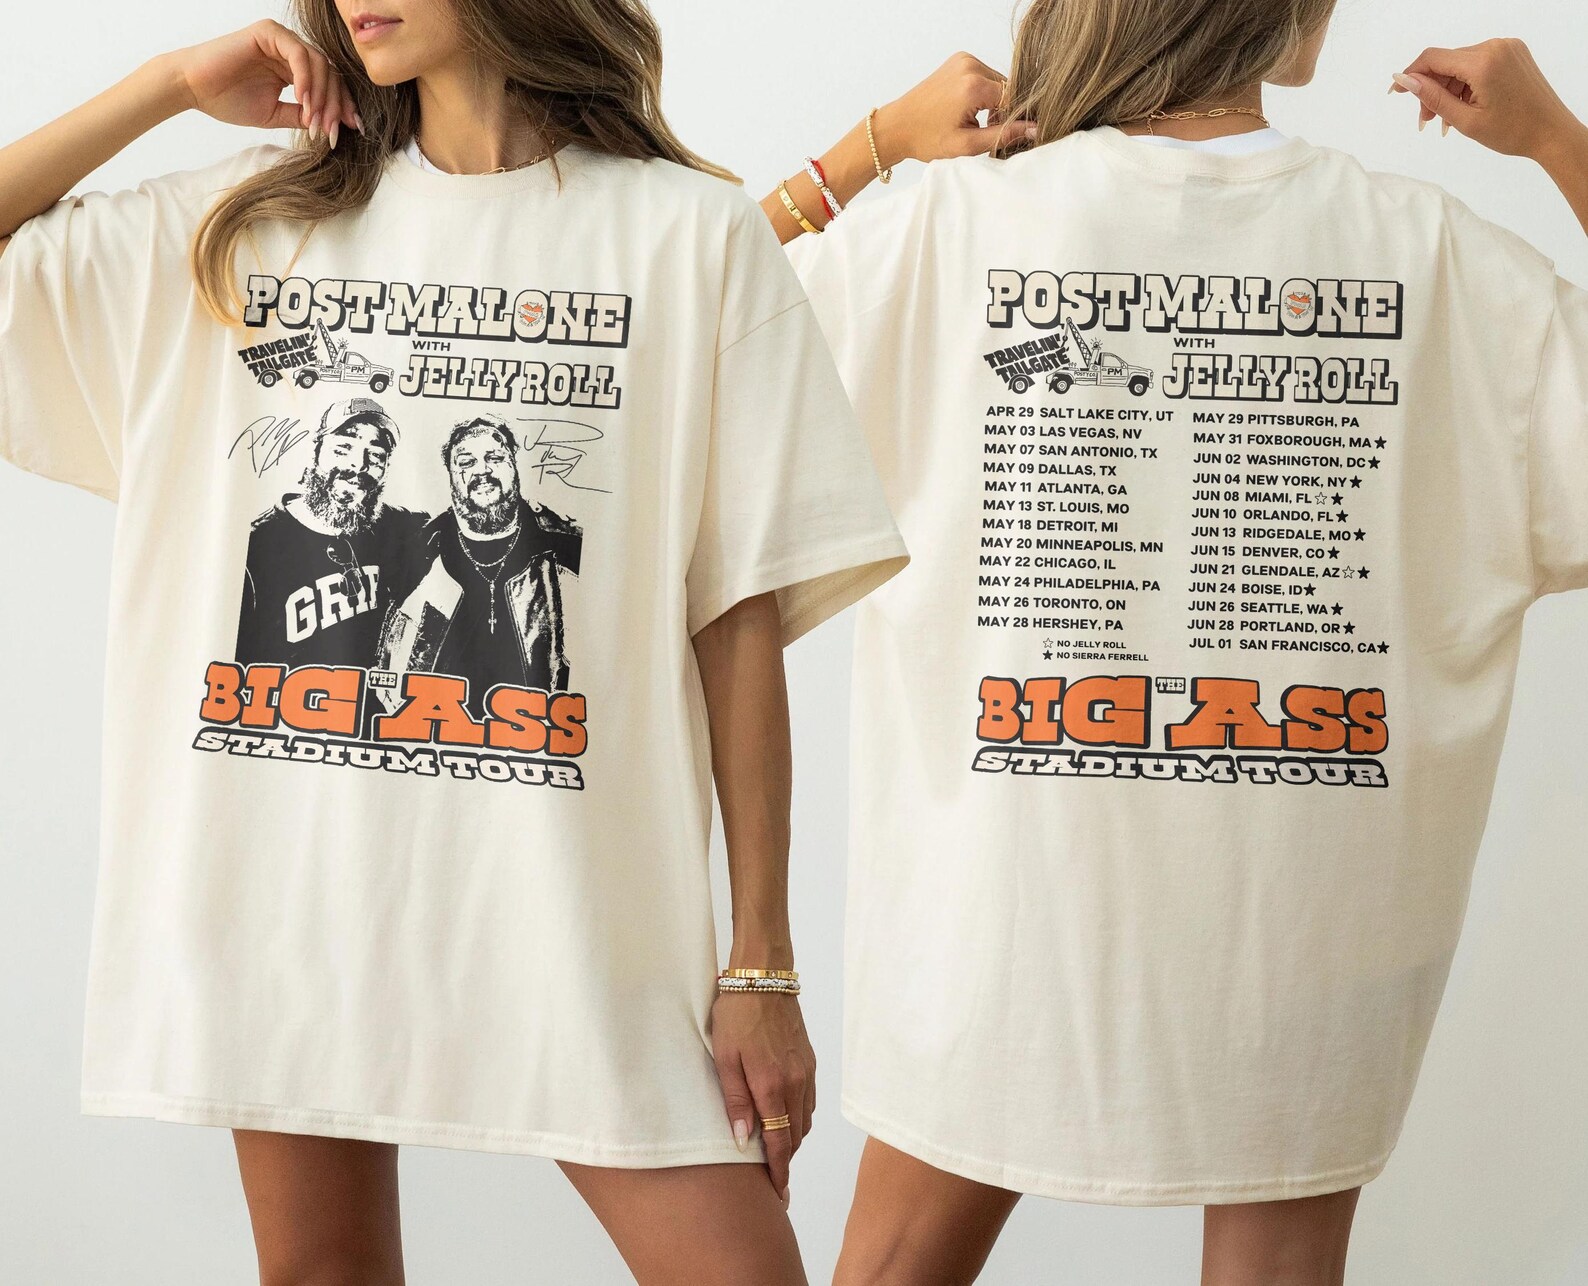 POST MALONE
WITH
TRAVELIN'
TAILGATE
POSTY CO.
PM
JELLY ROLL
GRIP
THE
BIG ASS
STADIUM TOUR
POST MALONE
WITH
TRAVELIN'
TAILGATE
POSTY CO.
PM
JELLY ROLL
APR 29 SALT LAKE CITY, UT
MAY 03 LAS VEGAS, NV
MAY 07 SAN ANTONIO, TX
MAY 09 DALLAS, TX
MAY 11 ATLANTA, GA
MAY 13 ST. LOUIS, MO
MAY 18 DETROIT, MI
MAY 20 MINNEAPOLIS, MN
MAY 22 CHICAGO, IL
MAY 24 PHILADELPHIA, PA
MAY 26 TORONTO, ON
MAY 28 HERSHEY, PA
MAY 29 PITTSBURGH, PA
MAY 31 FOXBOROUGH, MA★
JUN 02 WASHINGTON, DC★
JUN 04 NEW YORK, NY★
JUN 08 MIAMI, FL☆★
JUN 10 ORLANDO, FL★
JUN 13 RIDGEDALE, MO★
JUN 15 DENVER, CO★
JUN 21 GLENDALE, AZ☆★
JUN 24 BOISE, ID★
JUN 26 SEATTLE, WA★
JUN 28 PORTLAND, OR★
JUL 01 SAN FRANCISCO, CA★
☆ NO JELLY ROLL
★ NO SIERRA FERRELL
THE
BIG ASS
STADIUM TOUR